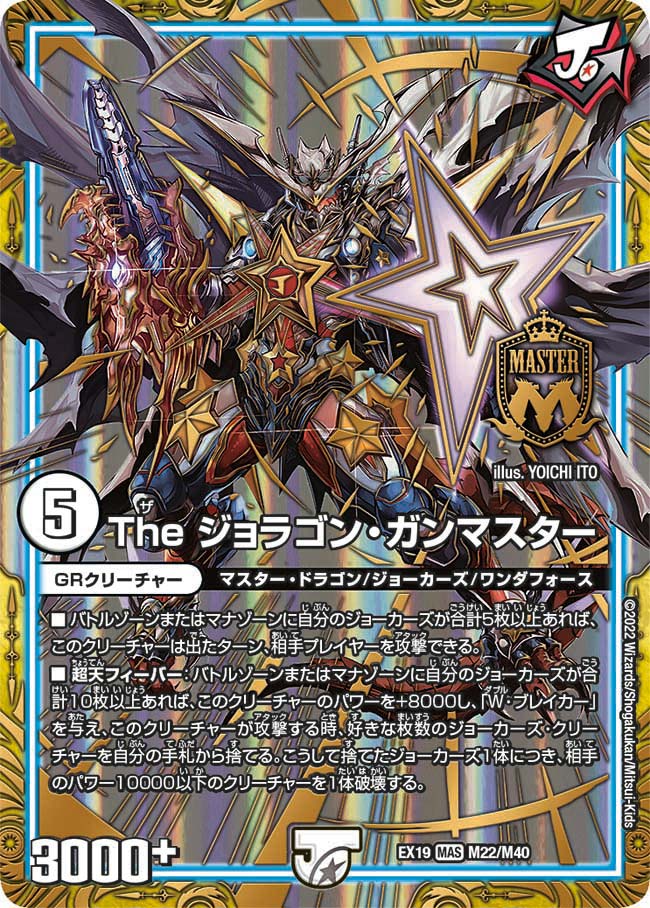 J
T
MASTER
M
illus. YOICHI ITO
5
ザ
The ジョラゴン・ガンマスター
GRクリーチャー
マスター・ドラゴン/ジョーカーズ/ワンダフォース
■ バトルゾーンまたはマナゾーンに自分のジョーカーズが合計5枚以上あれば、
このクリーチャーは出たターン、相手プレイヤーを攻撃できる。
■ 超天フィーバー：バトルゾーンまたはマナゾーンに自分のジョーカーズが合
計10枚以上あれば、このクリーチャーのパワーを+8000し、「W・ブレイカー」
を与え、このクリーチャーが攻撃する時、好きな枚数のジョーカーズ・クリー
チャーを自分の手札から捨てる。こうして捨てたジョーカーズ1体につき、相手
のパワー10000以下のクリーチャーを1体破壊する。
3000+
J
EX19 MAS M22/M40
©2022 Wizards/Shogakukan/Mitsui-Kids